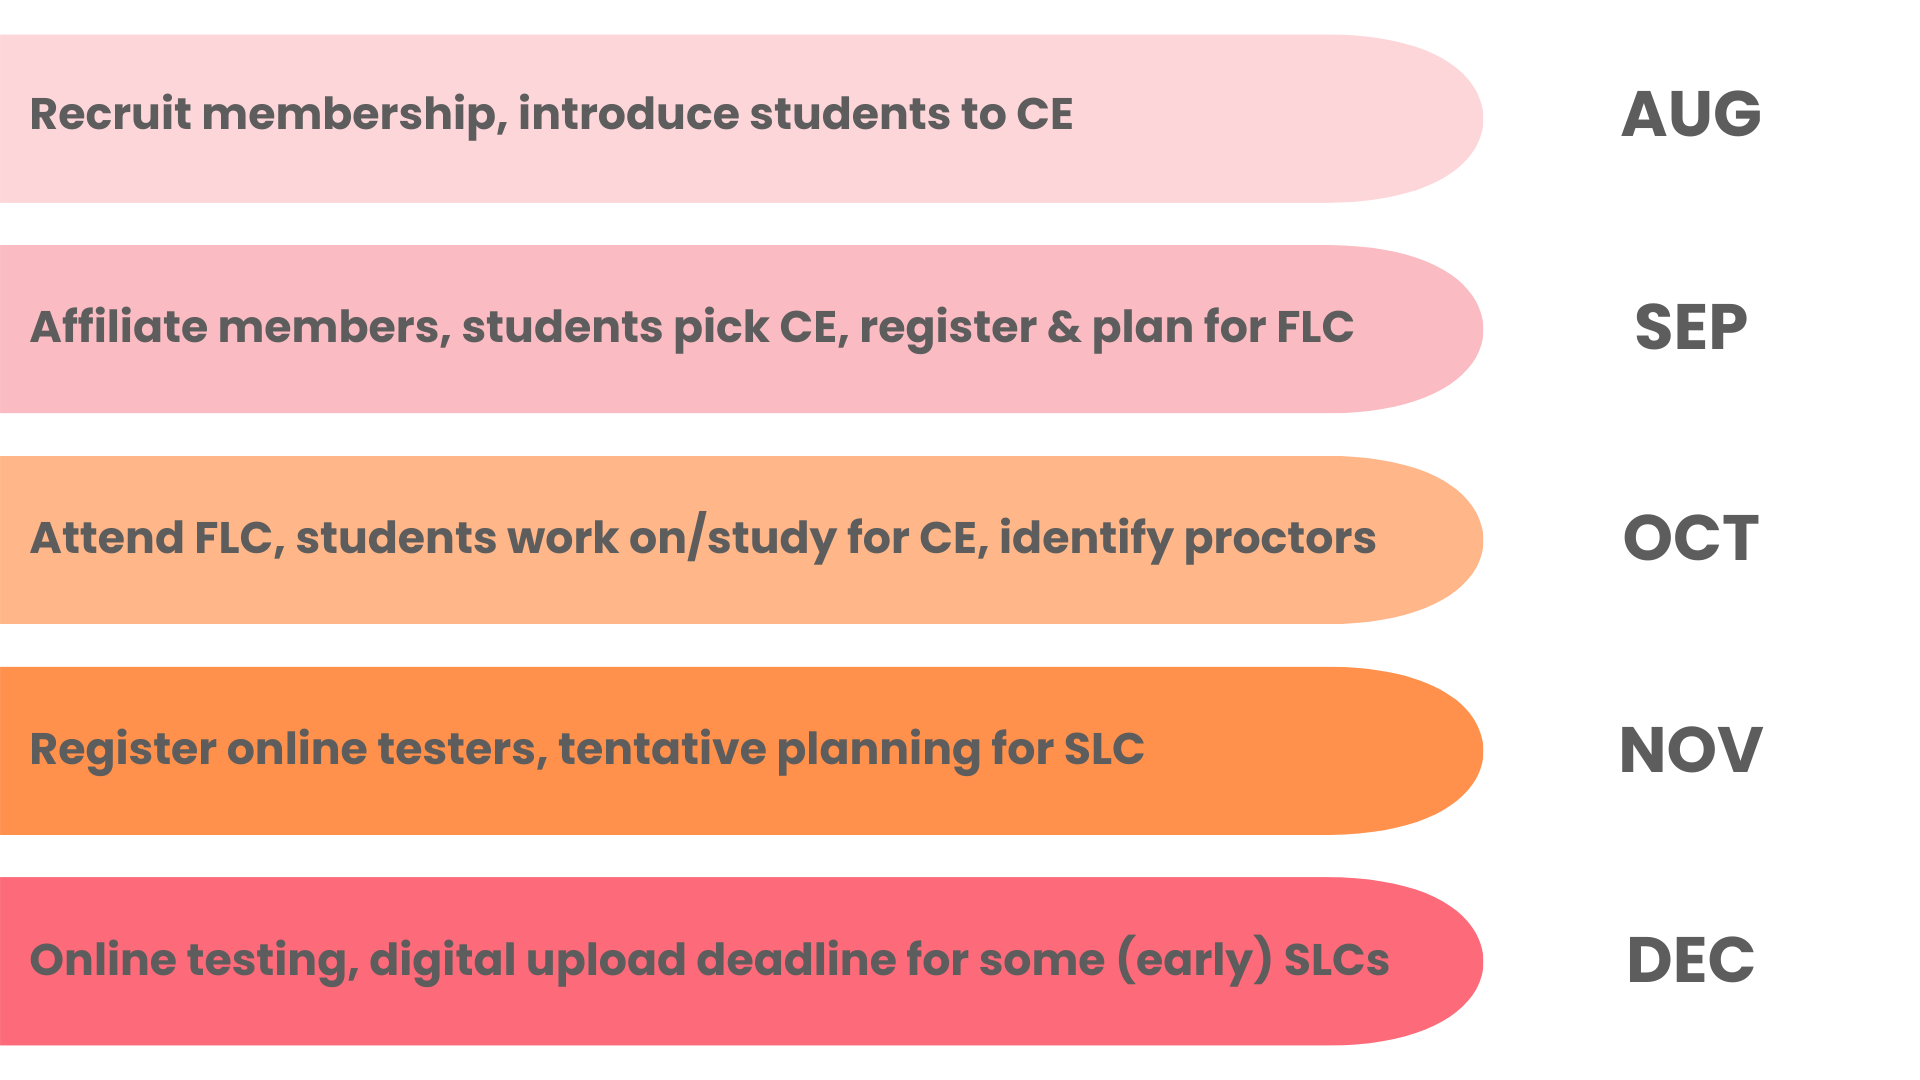 Recruit membership, introduce students to CE
AUG
Affiliate members, students pick CE, register & plan for FLC
SEP
Attend FLC, students work on/study for CE, identify proctors
OCT
Register online testers, tentative planning for SLC
NOV
Online testing, digital upload deadline for some (early) SLCs
DEC